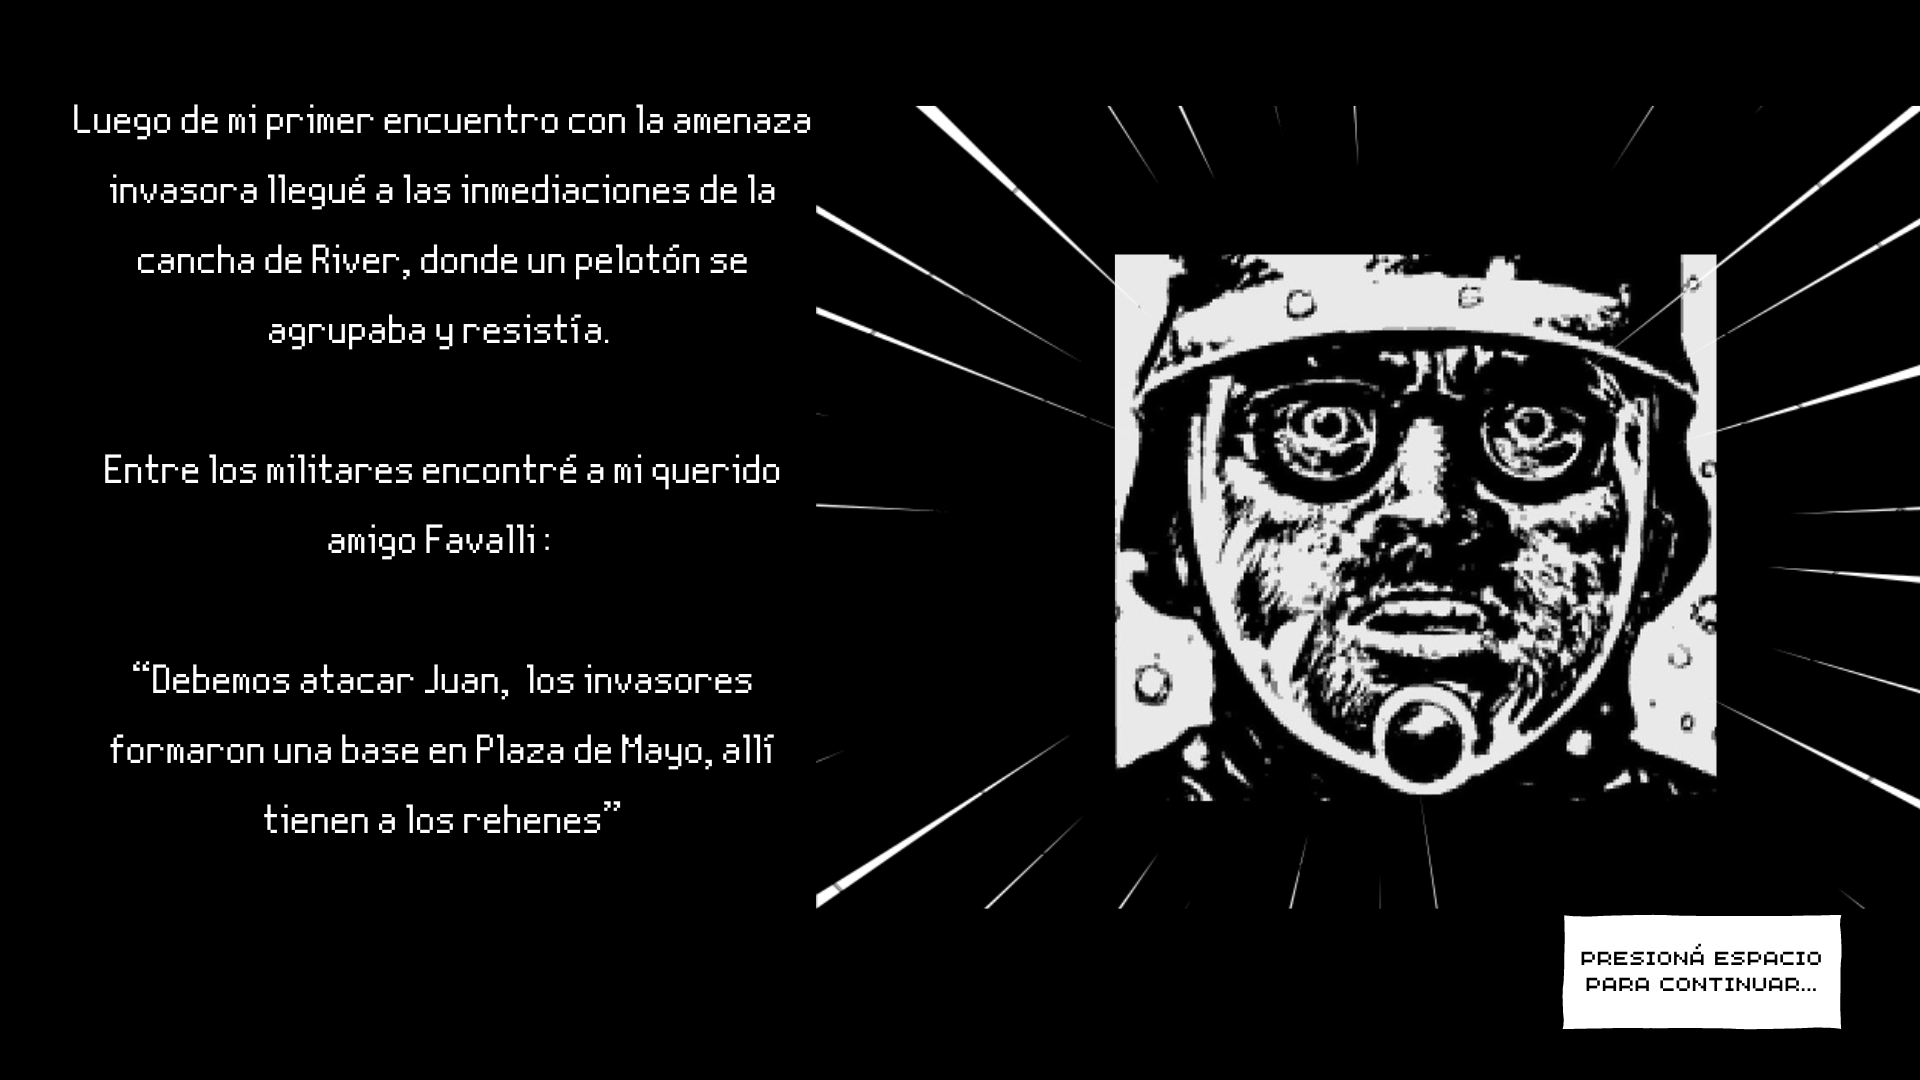 Luego de mi primer encuentro con la amenaza
invasora llegué a las inmediaciones de la
cancha de River, donde un pelotón se
agrupaba y resistía.
Entre los militares encontré a mi querido
amigo Favalli :
“Debemos atacar Juan,  los invasores
formaron una base en Plaza de Mayo, allí
tienen a los rehenes”
PRESIONÁ ESPACIO
PARA CONTINUAR...